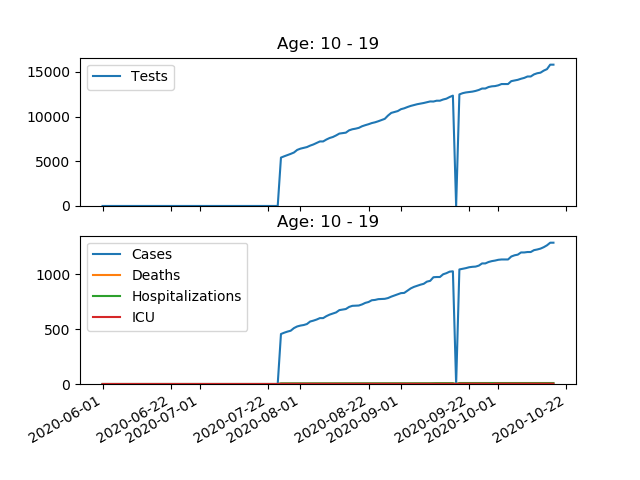 Age: 10 - 19
15000
10000
5000
0
Tests
Age: 10 - 19
1000
500
0
Cases
Deaths
Hospitalizations
ICU
2020-06-01
2020-06-22
2020-07-01
2020-07-22
2020-08-01
2020-08-22
2020-09-01
2020-09-22
2020-10-01
2020-10-22